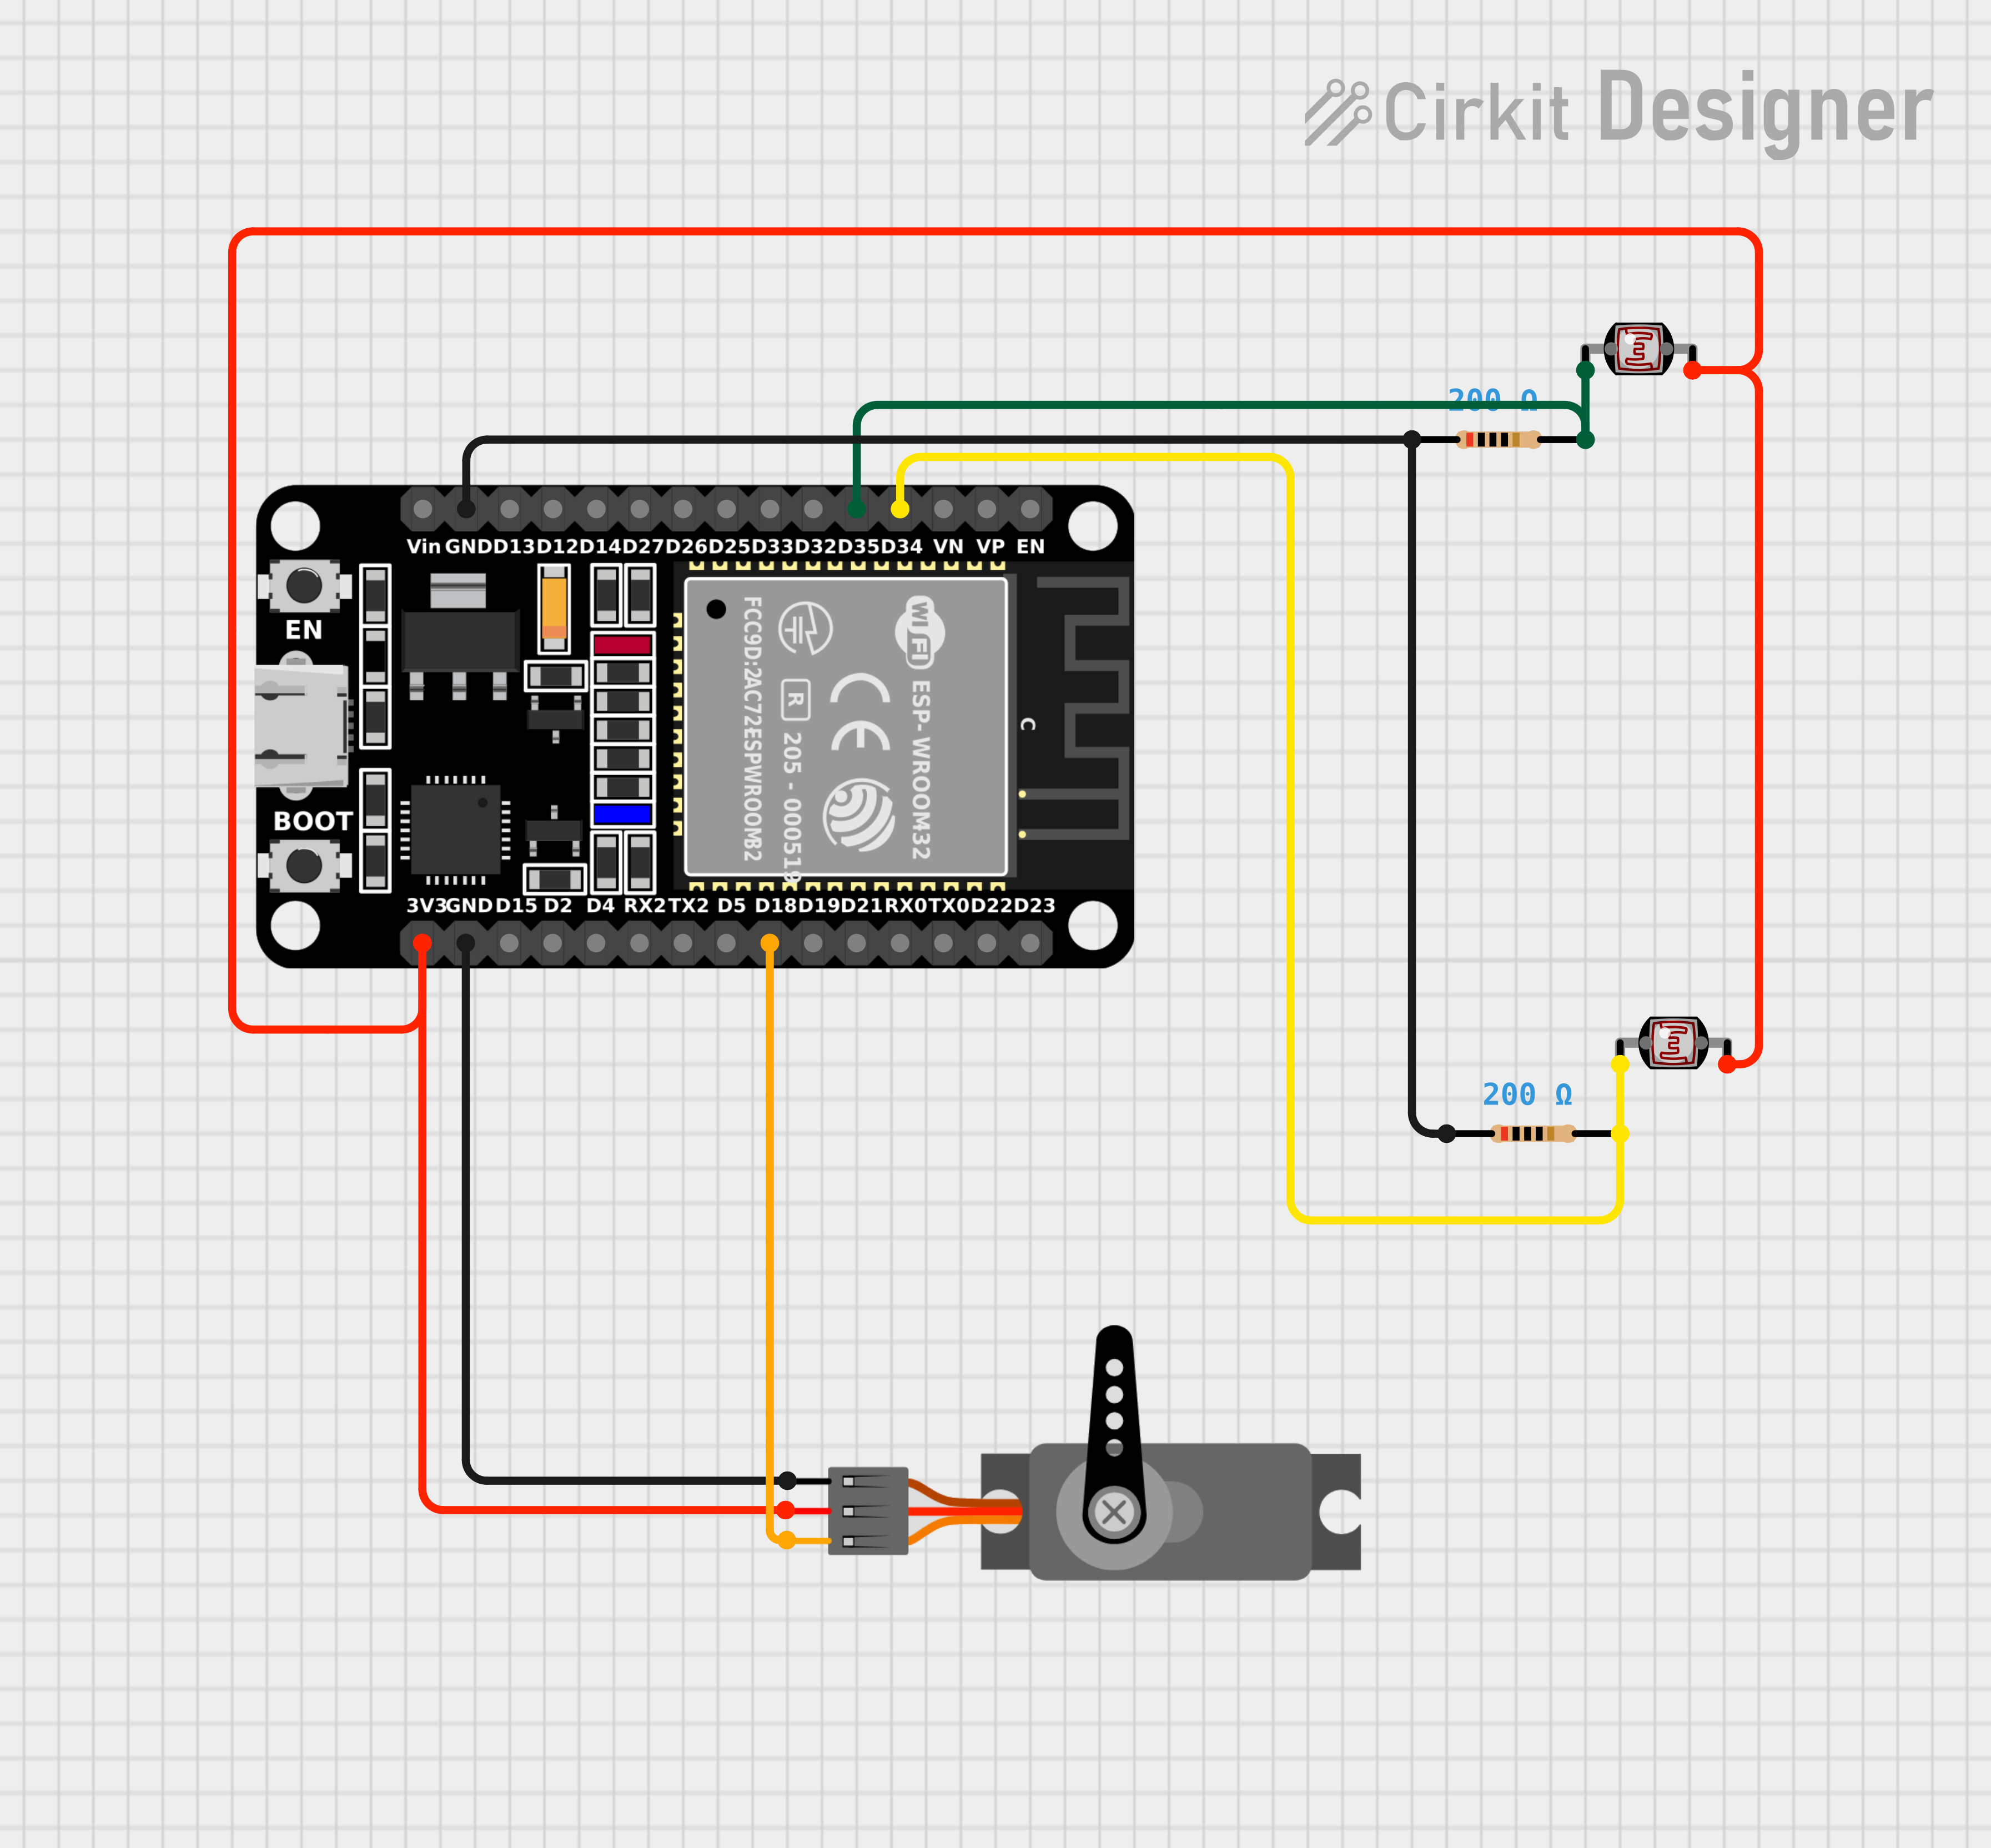 Cirkit Designer
200 Ω
Vin GND D13 D12 D14 D27 D26 D25 D33 D32 D35 D34 VN VP EN
EN
BOOT
FCC9D:2AC72ESPWROOMB2
R 205 - 000519
CE
WI FI
ESP- WROOM32
C
3V3 GND D15 D2 D4 RX2 TX2 D5 D18 D19 D21 RX0 TX0 D22 D23
200 Ω